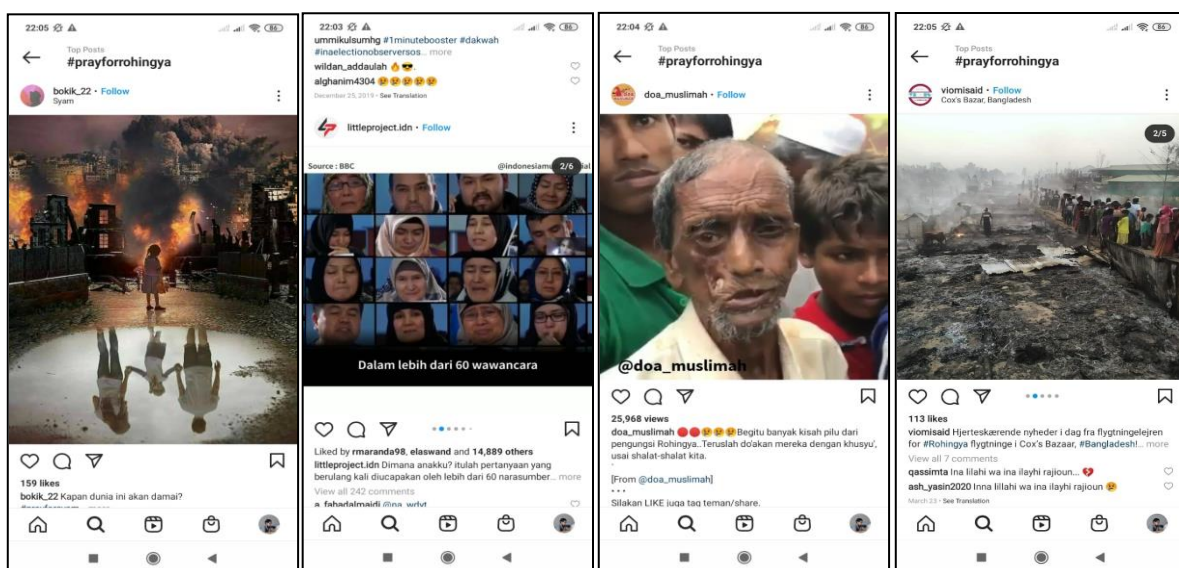 22:05
86
Top Posts
#prayforrohingya
bokik_22 • Follow
Syam
159 likes
bokik_22 Kapan dunia ini akan damai?
22:03
86
ummikulsumhg #1minutebooster #dakwah
#inaelectionobserversos... more
wildan_addaulah
alghanim4304
December 25, 2019 • See Translation
littleproject.idn • Follow
Source : BBC
2/6
Dalam lebih dari 60 wawancara
Liked by rmaranda98, elaswand and 14,889 others
littleproject.idn Dimana anakku? itulah pertanyaan yang
berulang kali diucapakan oleh lebih dari 60 narasumber... more
View all 242 comments
22:04
86
Top Posts
#prayforrohingya
doa_muslimah • Follow
@doa_muslimah
25,968 views
doa_muslimah Begitu banyak kisah pilu dari
pengungsi Rohingya..Teruslah do'akan mereka dengan khusyu',
usai shalat-shalat kita.
[From @doa_muslimah]
Silakan LIKE juga tag teman/share.
22:05
86
Top Posts
#prayforrohingya
viomisaid • Follow
Cox's Bazar, Bangladesh
2/5
113 likes
viomisaid Hjerteskærende nyheder i dag fra flygtningelejren
for #Rohingya flygtninge i Cox's Bazaar, #Bangladesh!... more
View all 7 comments
qassimta Ina lilahi wa ina ilayhi rajioun...
ash_yasin2020 Inna lillahi wa ina ilayhi rajioun
March 23 • See Translation